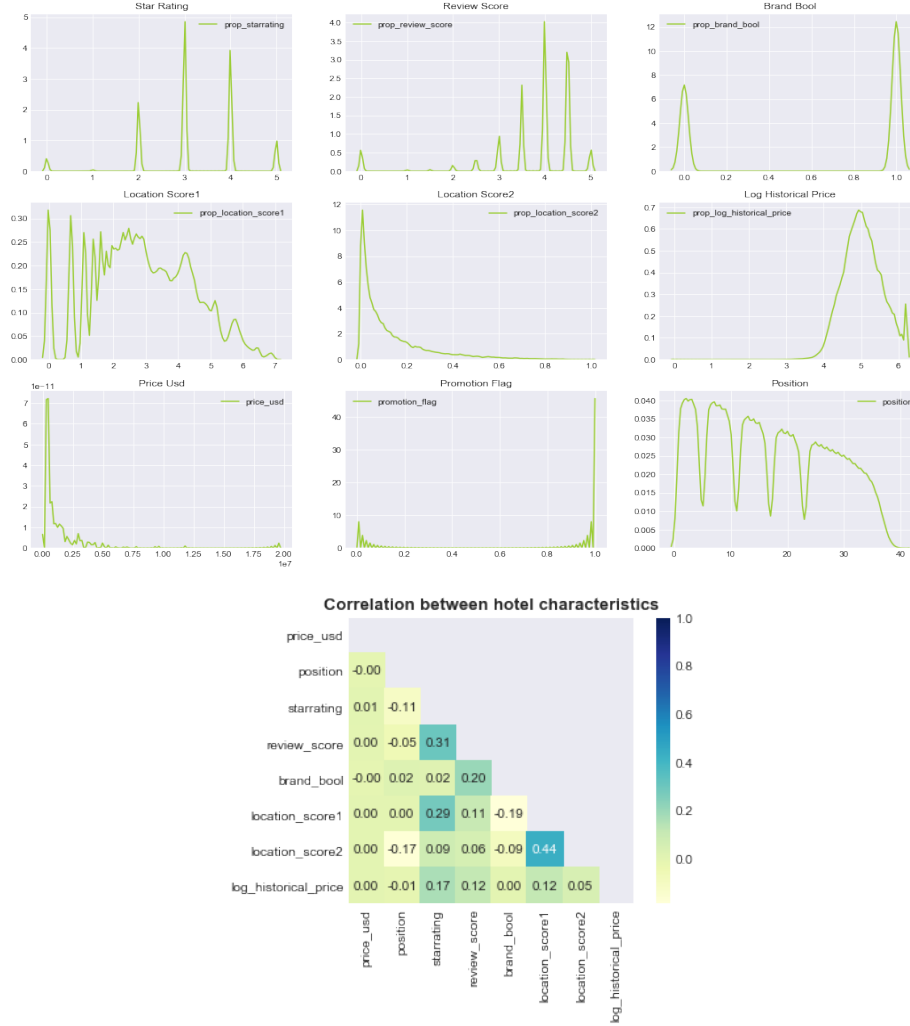 Star Rating
prop_starrating
5
4
3
2
1
0
0 1 2 3 4 5
Review Score
prop_review_score
4.0
3.5
3.0
2.5
2.0
1.5
1.0
0.5
0.0
0 1 2 3 4 5
Brand Bool
prop_brand_bool
12
10
8
6
4
2
0
0.0 0.2 0.4 0.6 0.8 1.0
Location Score1
prop_location_score1
0.30
0.25
0.20
0.15
0.10
0.05
0.00
0 1 2 3 4 5 6 7
Location Score2
prop_location_score2
12
10
8
6
4
2
0
0.0 0.2 0.4 0.6 0.8 1.0
Log Historical Price
prop_log_historical_price
0.7
0.6
0.5
0.4
0.3
0.2
0.1
0.0
0 1 2 3 4 5 6
Price Usd
1e-11
price_usd
7
6
5
4
3
2
1
0
0.00 0.25 0.50 0.75 1.00 1.25 1.50 1.75 2.00
1e7
Promotion Flag
promotion_flag
40
30
20
10
0
0.0 0.2 0.4 0.6 0.8 1.0
Position
position
0.040
0.035
0.030
0.025
0.020
0.015
0.010
0.005
0.000
0 10 20 30 40
Correlation between hotel characteristics
price_usd
position -0.00
starrating 0.01 -0.11
review_score 0.00 -0.05 0.31
brand_bool -0.00 0.02 0.02 0.20
location_score1 0.00 0.00 0.29 0.11 -0.19
location_score2 0.00 -0.17 0.09 0.06 -0.09 0.44
log_historical_price 0.00 -0.01 0.17 0.12 0.00 0.12 0.05
price_usd
position
starrating
review_score
brand_bool
location_score1
location_score2
log_historical_price
1.0
0.8
0.6
0.4
0.2
0.0